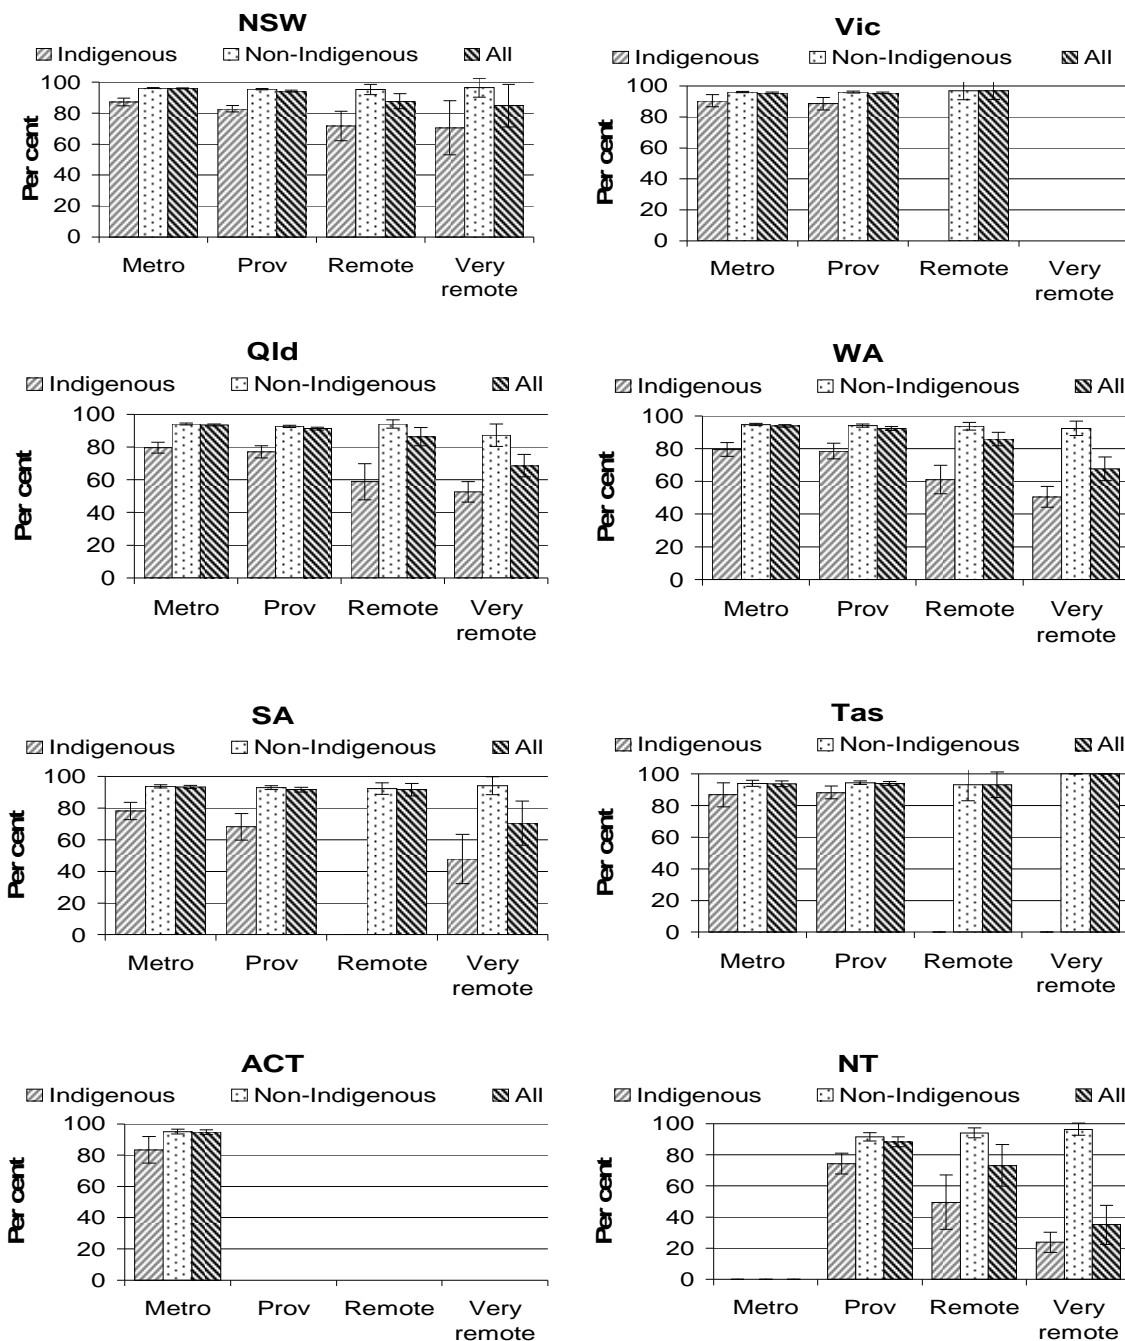 NSW
Indigenous Non-Indigenous All
100
80
60
40
20
0
Per cent
Metro Prov Remote Very remote
Vic
Indigenous Non-Indigenous All
100
80
60
40
20
0
Per cent
Metro Prov Remote Very remote
Qld
Indigenous Non-Indigenous All
100
80
60
40
20
0
Per cent
Metro Prov Remote Very remote
WA
Indigenous Non-Indigenous All
100
80
60
40
20
0
Per cent
Metro Prov Remote Very remote
SA
Indigenous Non-Indigenous All
100
80
60
40
20
0
Per cent
Metro Prov Remote Very remote
Tas
Indigenous Non-Indigenous All
100
80
60
40
20
0
Per cent
Metro Prov Remote Very remote
ACT
Indigenous Non-Indigenous All
100
80
60
40
20
0
Per cent
Metro Prov Remote Very remote
NT
Indigenous Non-Indigenous All
100
80
60
40
20
0
Per cent
Metro Prov Remote Very remote